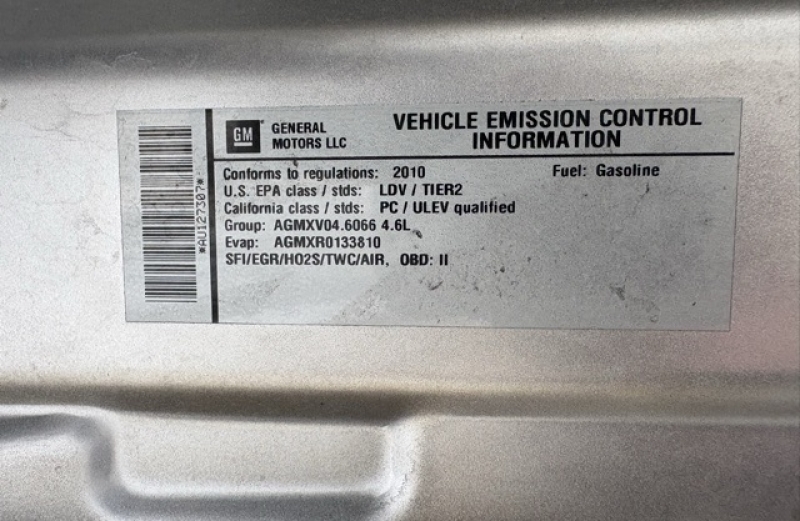 GM
GENERAL
MOTORS LLC
VEHICLE EMISSION CONTROL
INFORMATION
Conforms to regulations: 2010
Fuel: Gasoline
U.S. EPA class / stds: LDV / TIER2
California class / stds: PC / ULEV qualified
Group: AGMXV04.6066 4.6L
Evap: AGMXR0133810
SFI/EGR/HO2S/TWC/AIR, OBD: II
*AU127307*